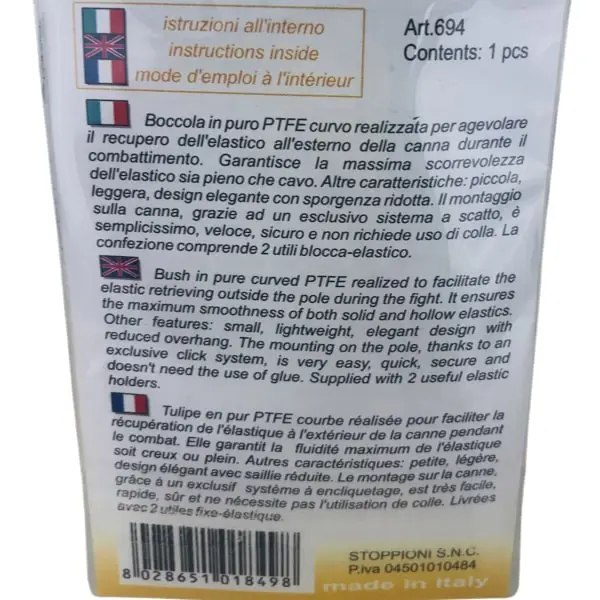 istruzioni all'interno
instructions inside
mode d'emploi à l'intérieur
Art.694
Contents: 1 pcs
Boccola in puro PTFE curvo realizzata per agevolare
il recupero dell'elastico all'esterno della canna durante il
combattimento. Garantisce la massima scorrevolezza
dell'elastico sia pieno che cavo. Altre caratteristiche: piccola,
leggera, design elegante con sporgenza ridotta. Il montaggio
sulla canna, grazie ad un esclusivo sistema a scatto, è
semplicissimo, veloce, sicuro e non richiede uso di colla. La
confezione comprende 2 utili blocca-elastico.
Bush in pure curved PTFE realized to facilitate the
elastic retrieving outside the pole during the fight. It ensures
the maximum smoothness of both solid and hollow elastics.
Other features: small, lightweight, elegant design with
reduced overhang. The mounting on the pole, thanks to an
exclusive click system, is very easy, quick, secure and
doesn't need the use of glue. Supplied with 2 useful elastic
holders.
Tulipe en pur PTFE courbe réalisée pour faciliter la
récupération de l'élastique à l'extérieur de la canne pendant
le combat. Elle garantit la fluidité maximum de l'élastique
soit creux ou plein. Autres caractéristiques: petite, légère,
design élégant avec saillie réduite. Le montage sur la canne,
grâce à un exclusif système à encliquetage, est très facile,
rapide, sûr et ne nécessite pas l'utilisation de colle. Livrées
avec 2 utiles fixe-élastique.
8 028651 018498
STOPPIONI S.N.C.
P.iva 04501010484
made in Italy